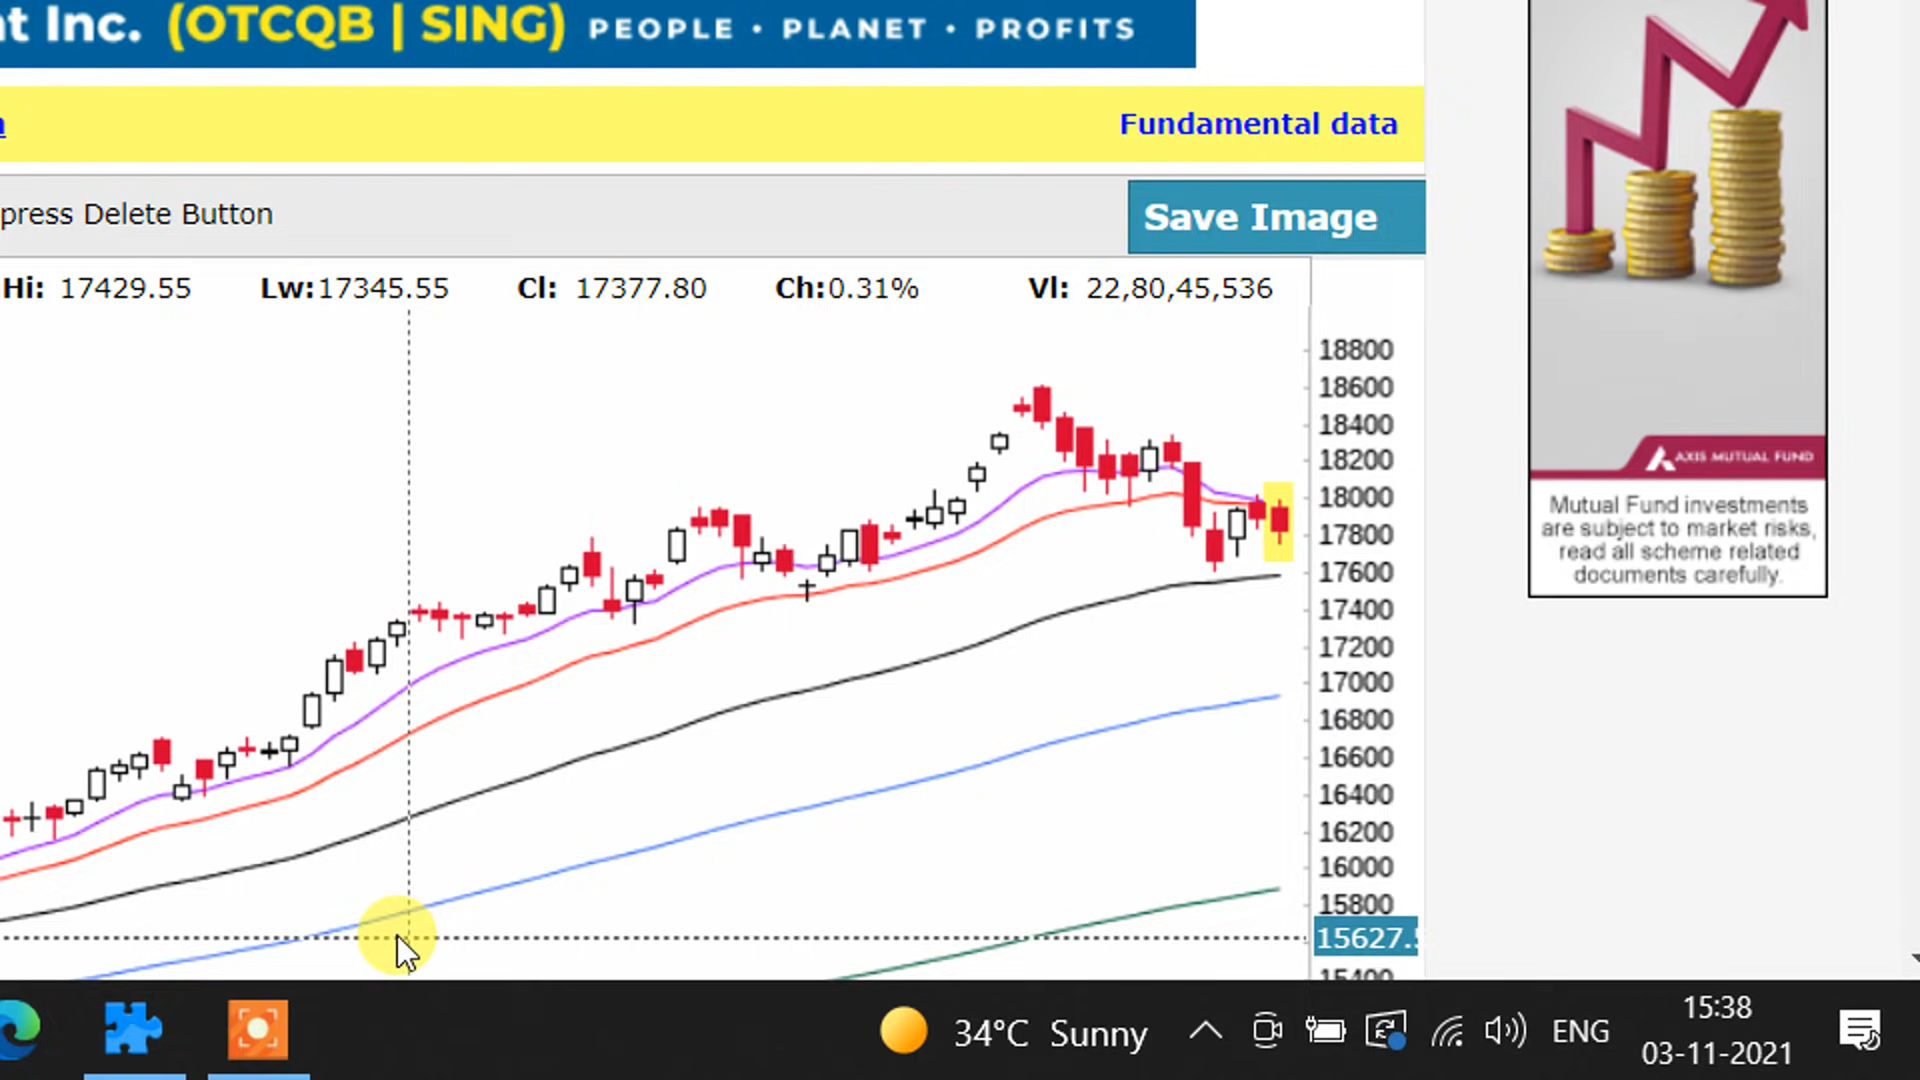 t Inc. (OTCQB | SING) PEOPLE • PLANET • PROFITS
Fundamental data
press Delete Button
Save Image
Hi: 17429.55 Lw:17345.55 Cl: 17377.80 Ch:0.31% Vl: 22,80,45,536
18800
18600
18400
18200
18000
17800
17600
17400
17200
17000
16800
16600
16400
16200
16000
15800
15627.5
15400
AXIS MUTUAL FUND
Mutual Fund investments
are subject to market risks,
read all scheme related
documents carefully.
34°C Sunny
ENG
15:38
03-11-2021